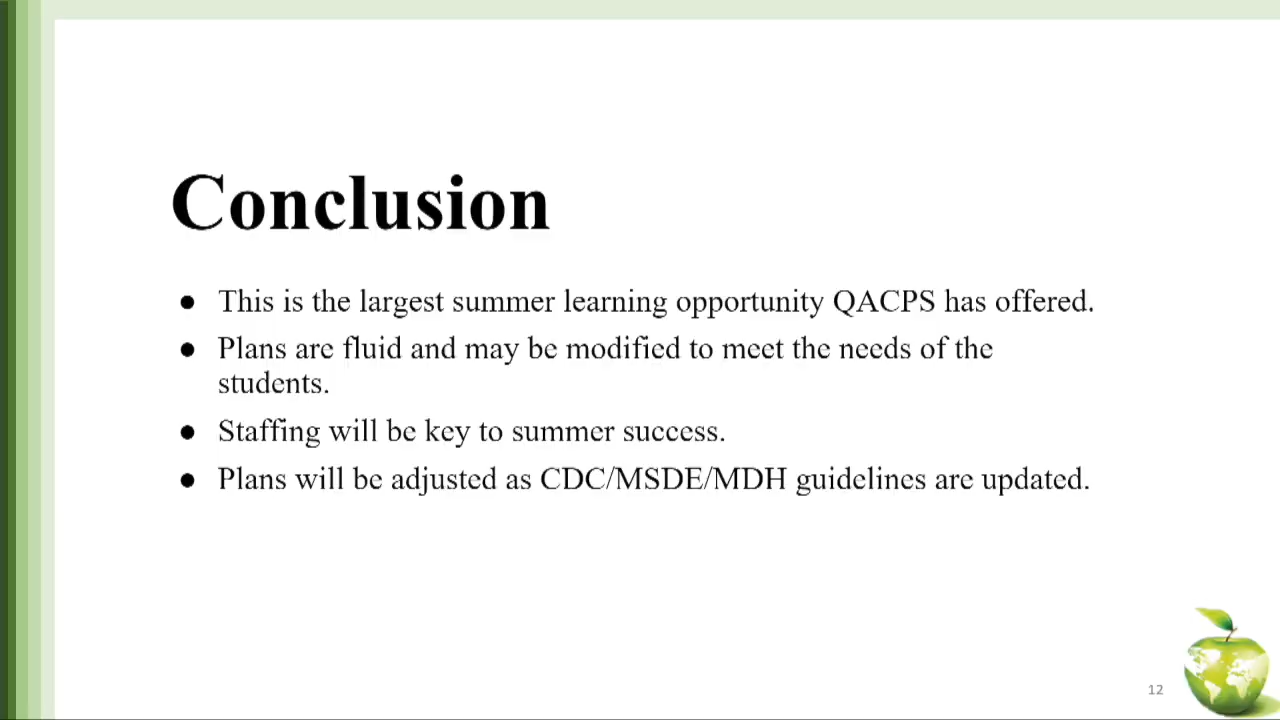 Conclusion
● This is the largest summer learning opportunity QACPS has offered.
● Plans are fluid and may be modified to meet the needs of the
students.
● Staffing will be key to summer success.
● Plans will be adjusted as CDC/MSDE/MDH guidelines are updated.
12